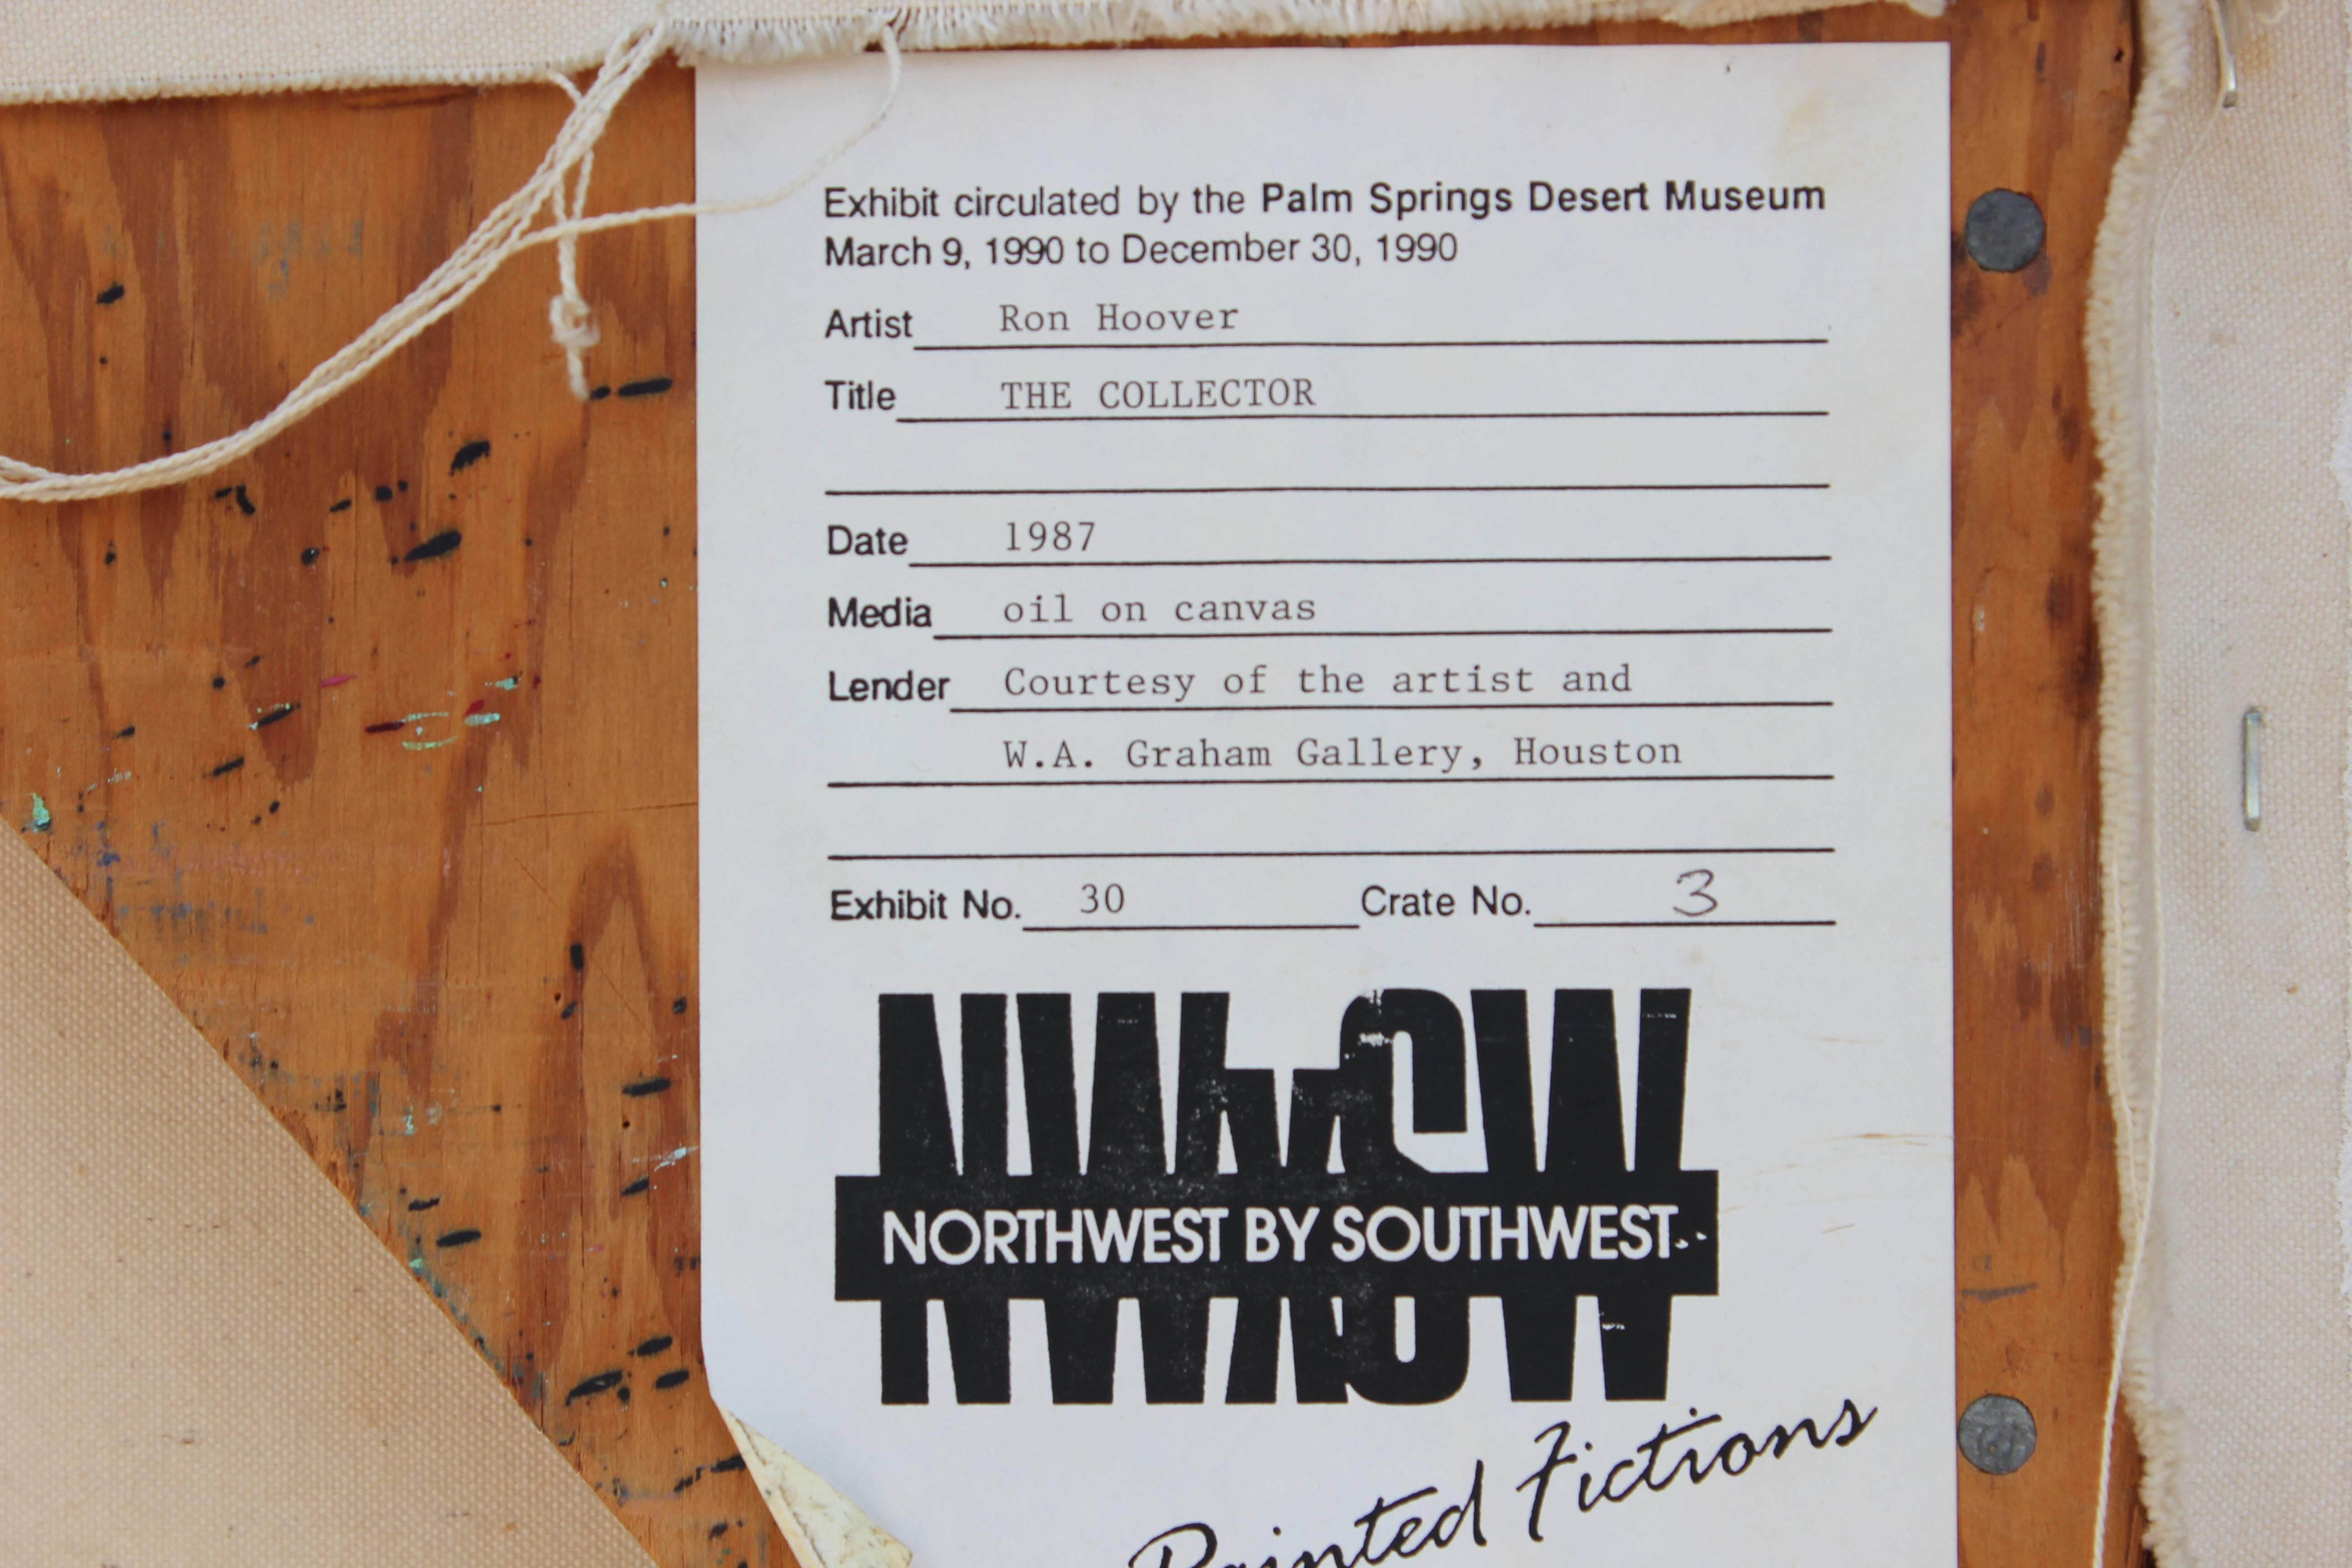 Exhibit circulated by the Palm Springs Desert Museum
March 9, 1990 to December 30, 1990
Artist Ron Hoover
Title THE COLLECTOR
Date 1987
Media oil on canvas
Lender Courtesy of the artist and
W.A. Graham Gallery, Houston
Exhibit No. 30 Crate No. 3
NWbySW
NORTHWEST BY SOUTHWEST
Painted Fictions